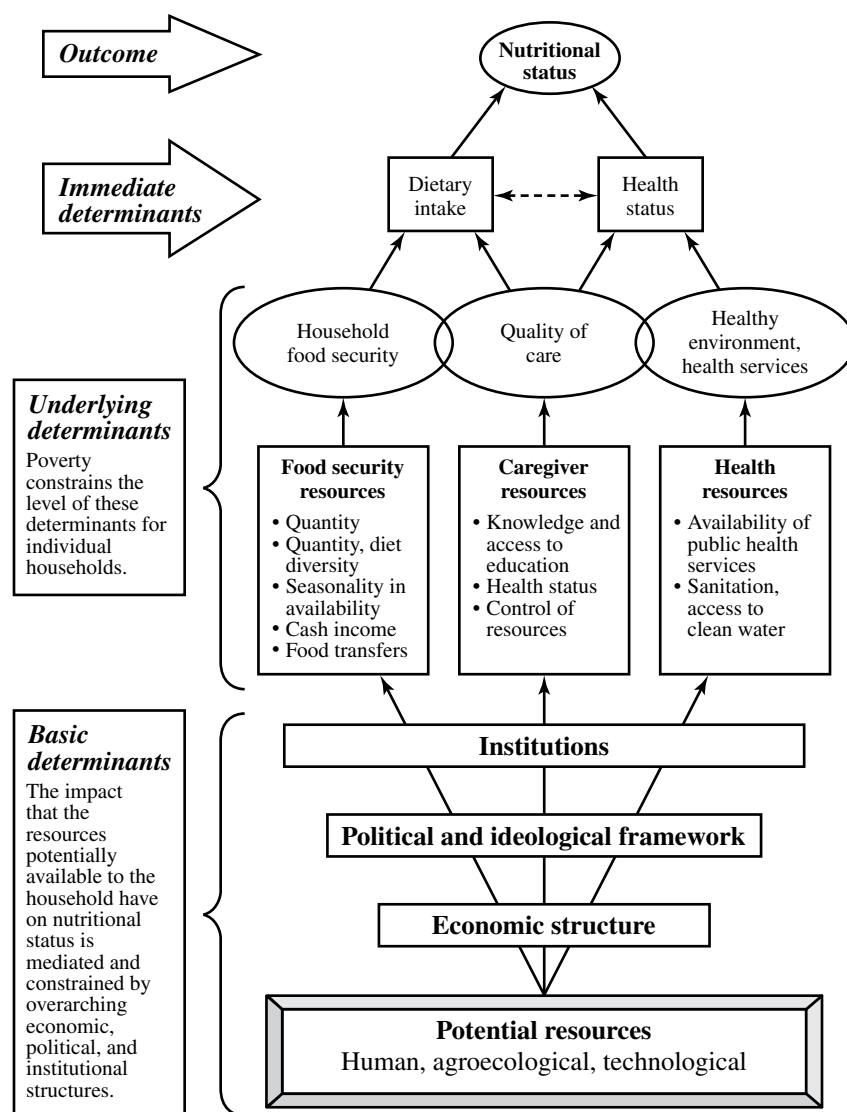 Outcome
Nutritional
status
Immediate
determinants
Dietary
intake
Health
status
Household
food security
Quality of
care
Healthy
environment,
health services
Underlying
determinants
Poverty
constrains the
level of these
determinants for
individual
households.
Food security
resources
• Quantity
• Quantity, diet
diversity
• Seasonality in
availability
• Cash income
• Food transfers
Caregiver
resources
• Knowledge and
access to
education
• Health status
• Control of
resources
Health
resources
• Availability of
public health
services
• Sanitation,
access to
clean water
Basic
determinants
The impact
that the
resources
potentially
available to the
household have
on nutritional
status is
mediated and
constrained by
overarching
economic,
political, and
institutional
structures.
Institutions
Political and ideological framework
Economic structure
Potential resources
Human, agroecological, technological